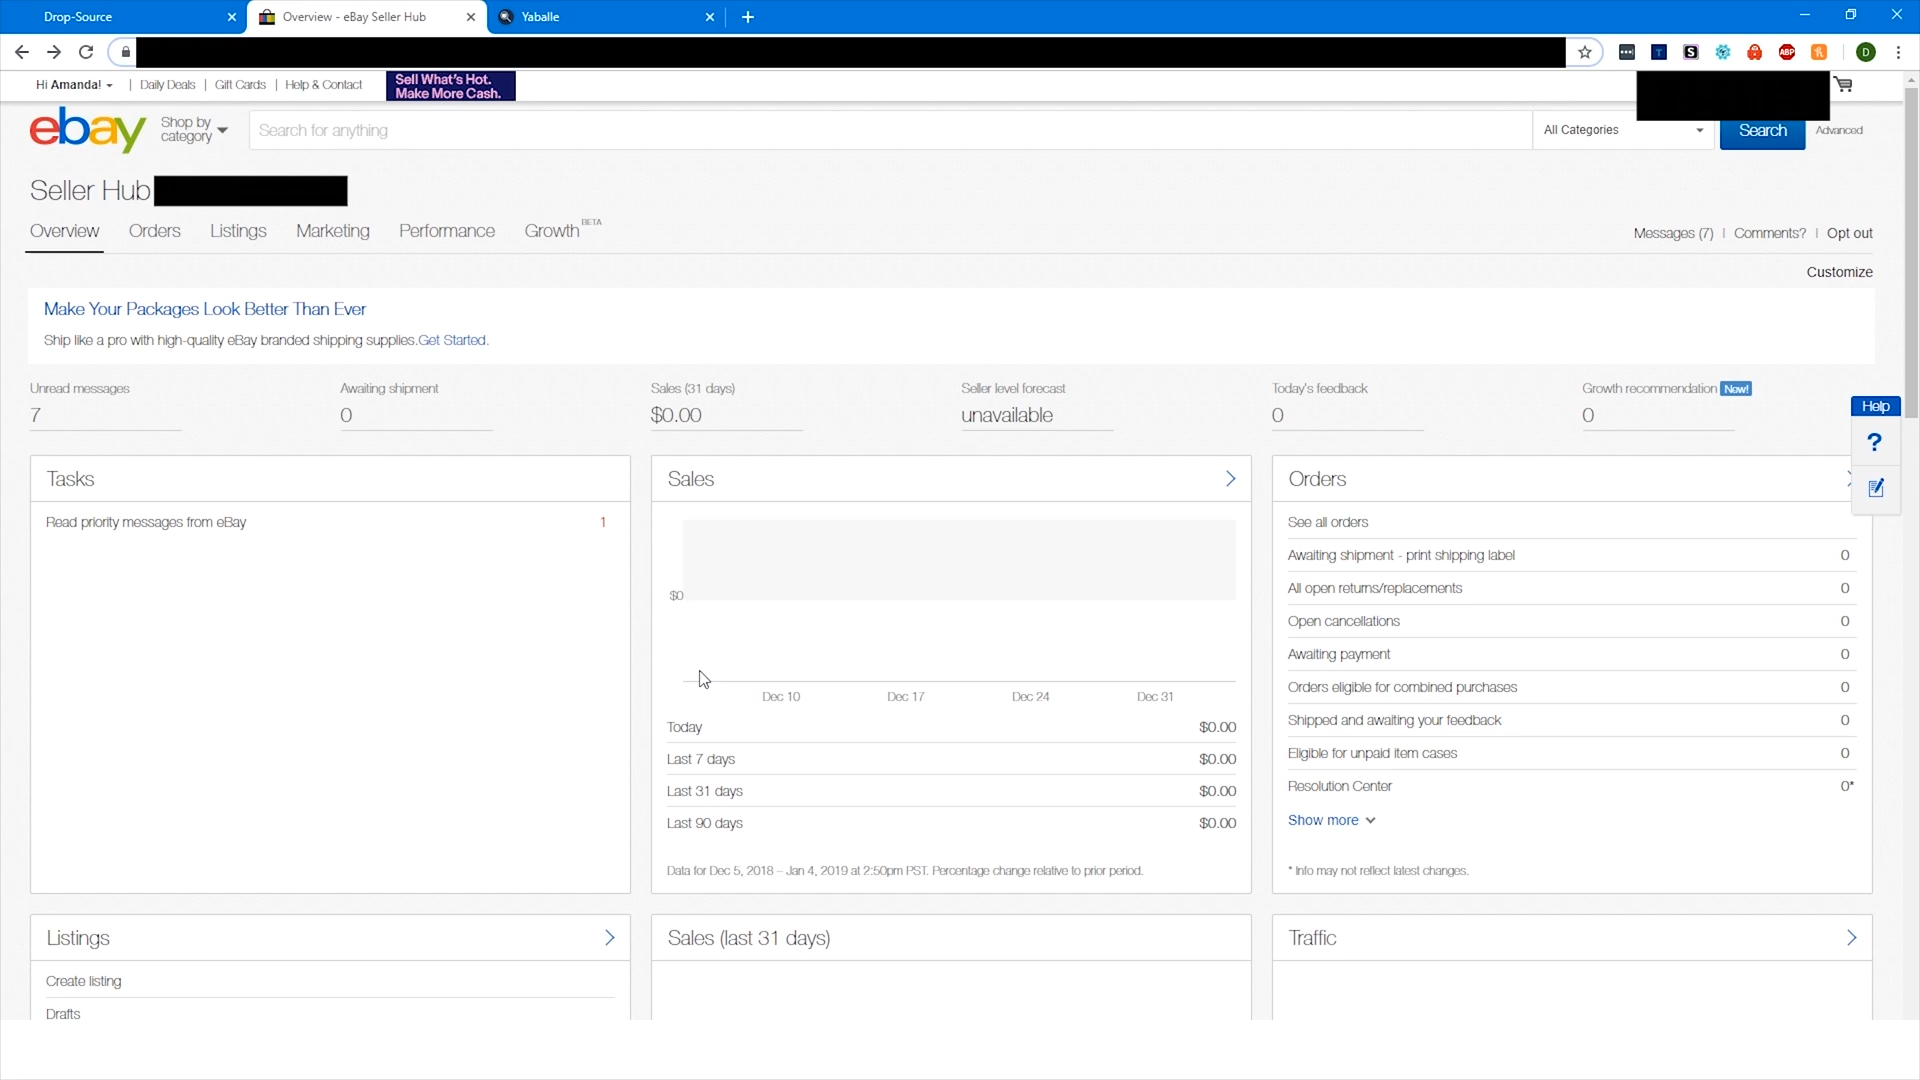 Drop-Source
Overview - eBay Seller Hub
Yaballe
Hi Amanda!
Daily Deals
Gift Cards
Help & Contact
Sell What's Hot.
Make More Cash.
ebay
Shop by
category
Search for anything
All Categories
Search
Advanced
Seller Hub
Overview
Orders
Listings
Marketing
Performance
Growth BETA
Messages (7)
Comments?
Opt out
Customize
Make Your Packages Look Better Than Ever
Ship like a pro with high-quality eBay branded shipping supplies.Get Started.
Unread messages
7
Awaiting shipment
0
Sales (31 days)
$0.00
Seller level forecast
unavailable
Today's feedback
0
Growth recommendation New!
0
Help
?
Tasks
Read priority messages from eBay 1
Sales
$0
Dec 10 Dec 17 Dec 24 Dec 31
Today $0.00
Last 7 days $0.00
Last 31 days $0.00
Last 90 days $0.00
Data for Dec 5, 2018 – Jan 4, 2019 at 2:50pm PST. Percentage change relative to prior period.
Orders
See all orders
Awaiting shipment - print shipping label 0
All open returns/replacements 0
Open cancellations 0
Awaiting payment 0
Orders eligible for combined purchases 0
Shipped and awaiting your feedback 0
Eligible for unpaid item cases 0
Resolution Center 0*
Show more
* Info may not reflect latest changes.
Listings
Create listing
Drafts
Sales (last 31 days)
Traffic